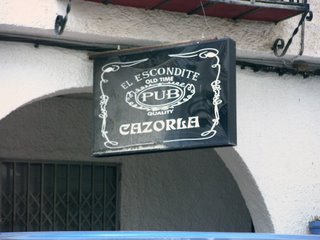 EL ESCONDITE
OLD TIME
PUB
QUALITY
CAZORLA